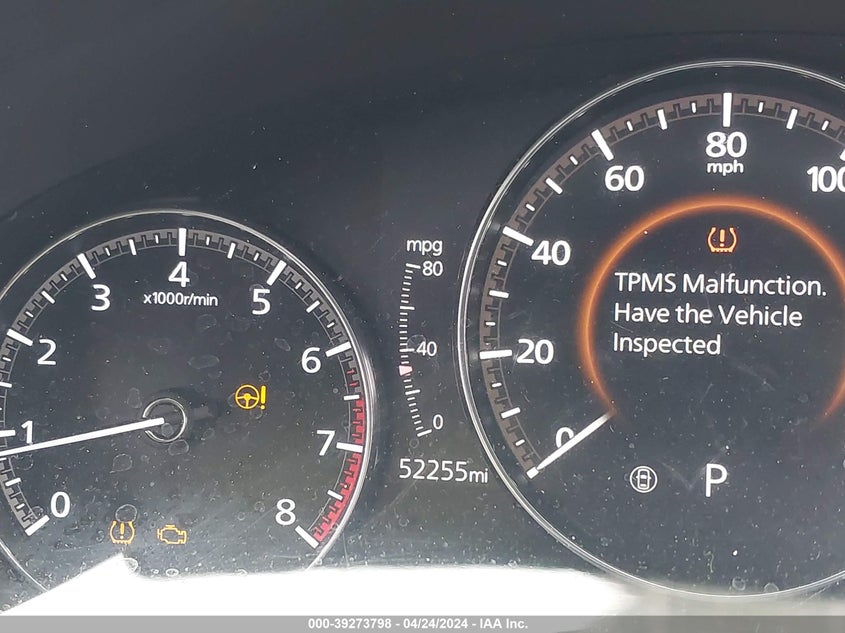 0
1
2
3
4
x1000r/min
5
6
7
8
mpg
80
40
0
52255mi
0
20
40
60
80
mph
100
TPMS Malfunction.
Have the Vehicle
Inspected
P
000-39273798 - 04/24/2024 - IAA Inc.